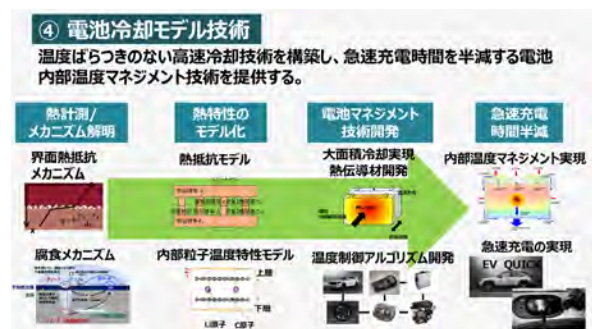 ④ 電池冷却モデル技術
温度ばらつきのない高速冷却技術を構築し、急速充電時間を半減する電池
内部温度マネジメント技術を提供する。
熱計測/
メカニズム解明
熱特性の
モデル化
電池マネジメント
技術開発
急速充電
時間半減
界面熱抵抗
メカニズム
熱抵抗モデル
大面積冷却実現
熱伝導材開発
内部温度マネジメント実現
腐食メカニズム
内部粒子温度特性モデル
上層
下層
Li原子 C原子
温度制御アルゴリズム開発
急速充電の実現
EV QUICK